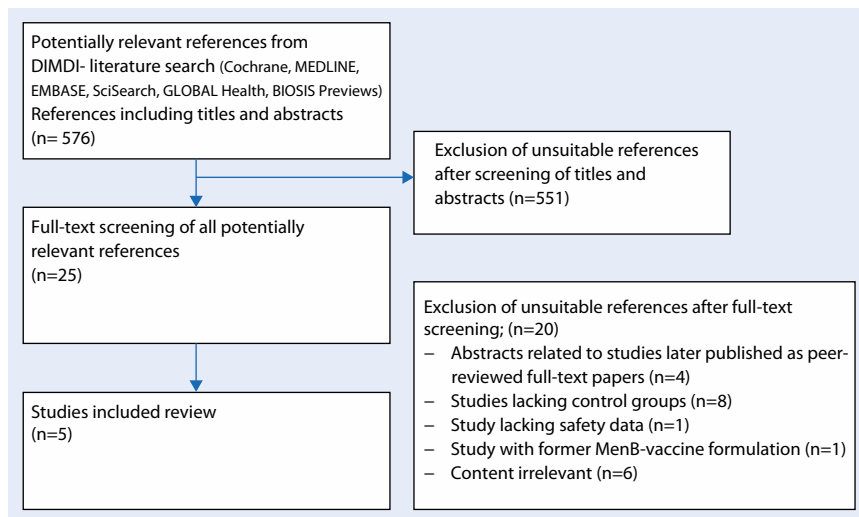 Potentially relevant references from
DIMDI- literature search (Cochrane, MEDLINE,
EMBASE, SciSearch, GLOBAL Health, BIOSIS Previews)
References including titles and abstracts
(n= 576)
Exclusion of unsuitable references
after screening of titles and
abstracts (n=551)
Full-text screening of all potentially
relevant references
(n=25)
Exclusion of unsuitable references after full-text
screening; (n=20)
– Abstracts related to studies later published as peer-
reviewed full-text papers (n=4)
– Studies lacking control groups (n=8)
– Study lacking safety data (n=1)
– Study with former MenB-vaccine formulation (n=1)
– Content irrelevant (n=6)
Studies included review
(n=5)